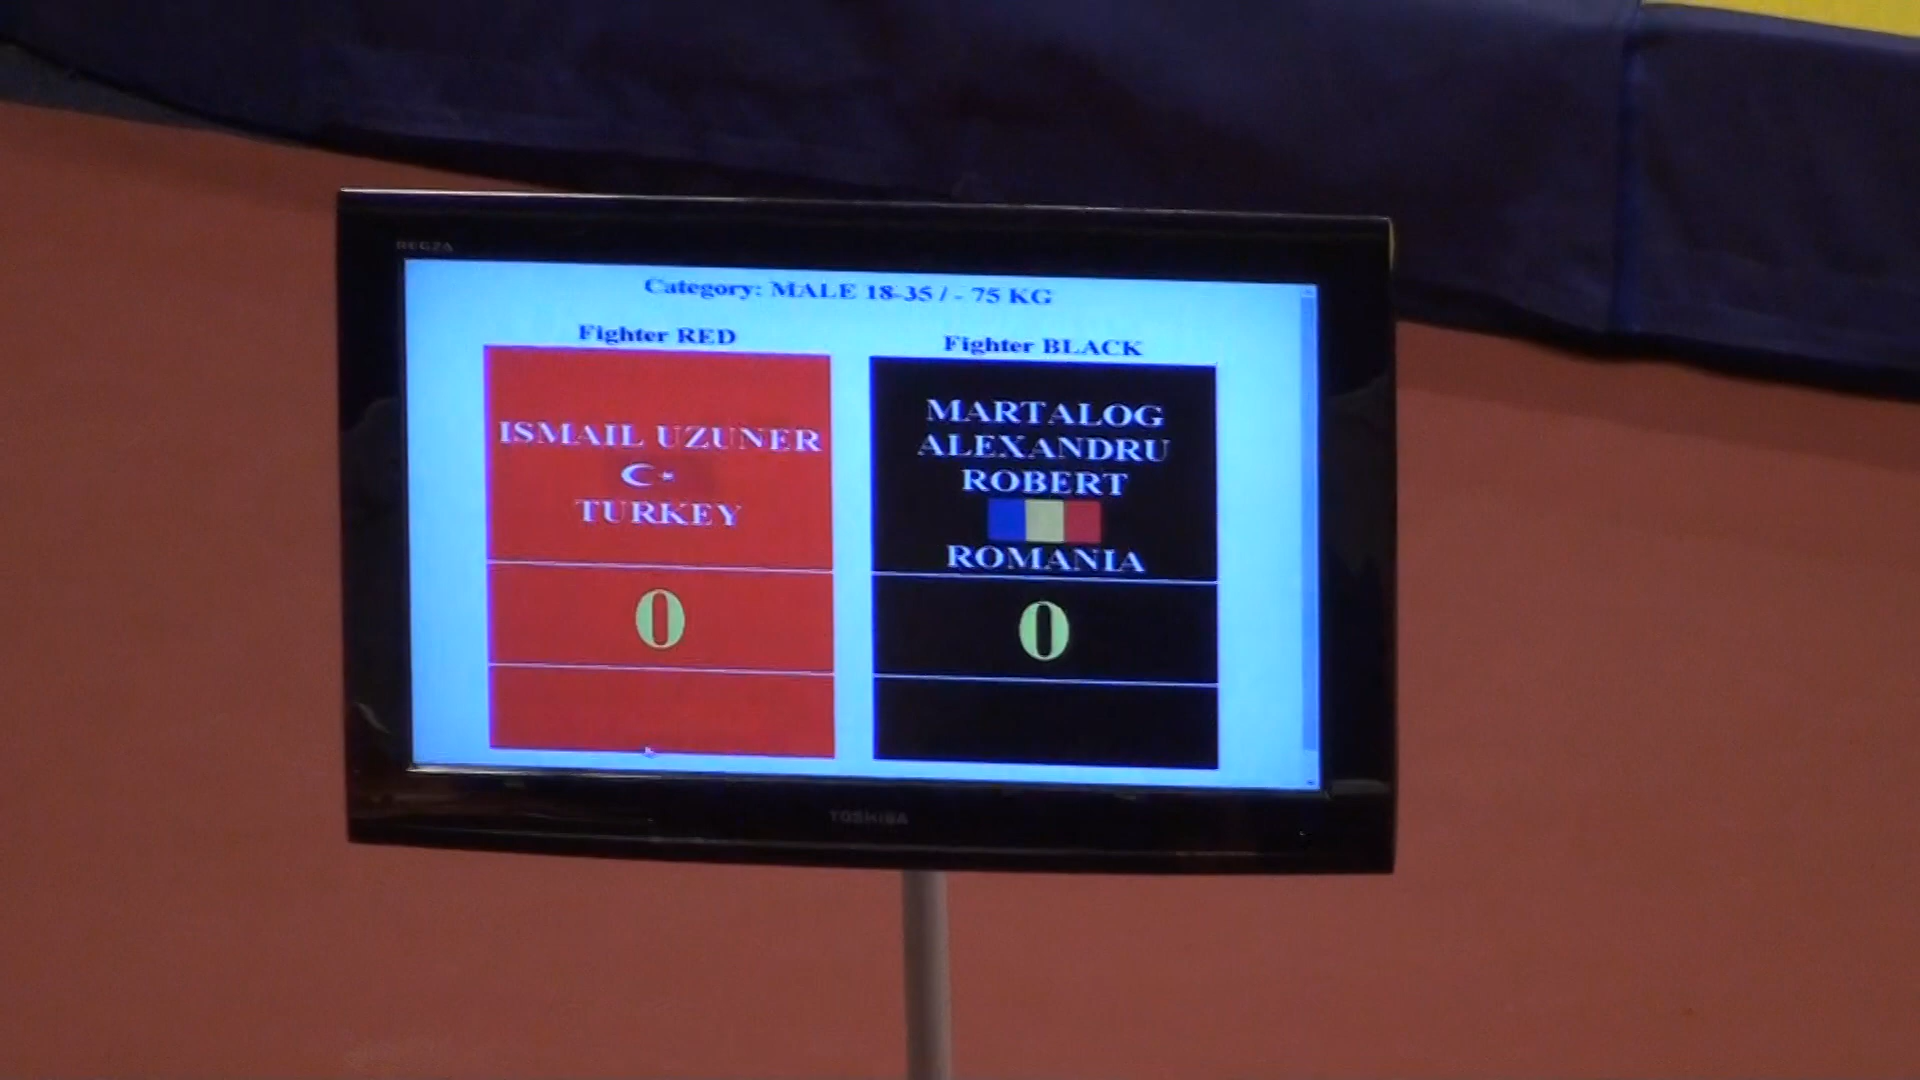 REGZA
Category: MALE 18-35 / - 75 KG
Fighter RED
ISMAIL UZUNER
TURKEY
0
Fighter BLACK
MARTALOG
ALEXANDRU
ROBERT
ROMANIA
0
TOSHIBA